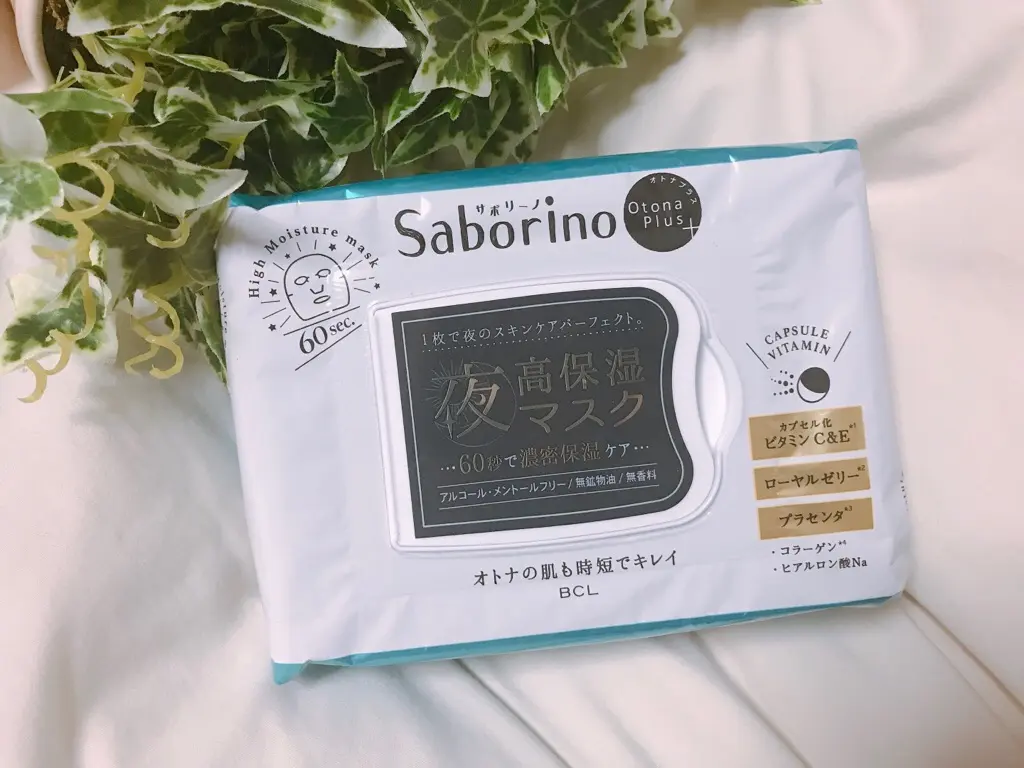 サボリーノ
Saborino
オトナプラス
Otona
Plus
+
High Moisture mask
60sec.
1枚で夜のスキンケアパーフェクト。
夜
高保湿
マスク
…60秒で濃密保湿ケア…
アルコール・メントールフリー/無鉱物油/無香料
CAPSULE
VITAMIN
カプセル化
ビタミンC&E*1
ローヤルゼリー*2
プラセンタ*3
・コラーゲン*4
・ヒアルロン酸Na
オトナの肌も時短でキレイ
BCL